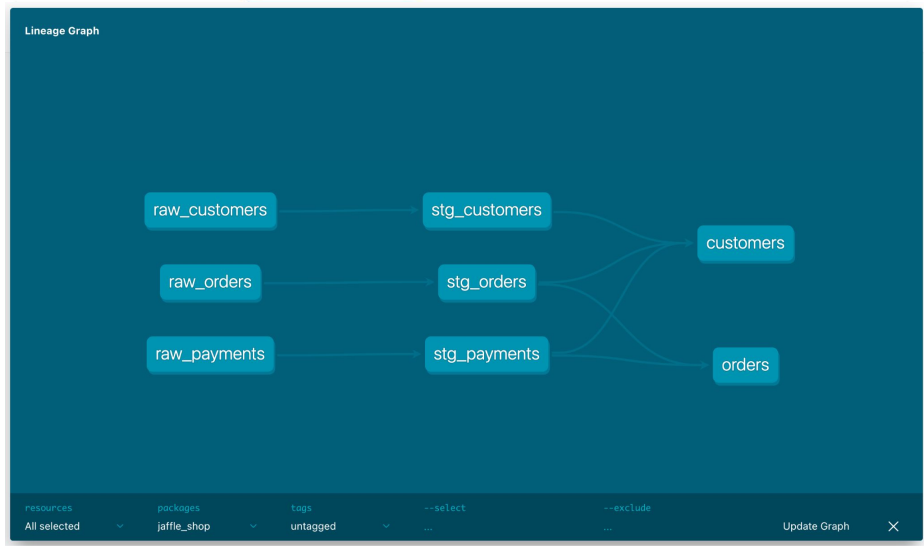 Lineage Graph
raw_customers
stg_customers
customers
raw_orders
stg_orders
raw_payments
stg_payments
orders
resources
All selected
packages
jaffle_shop
tags
untagged
--select
...
--exclude
...
Update Graph